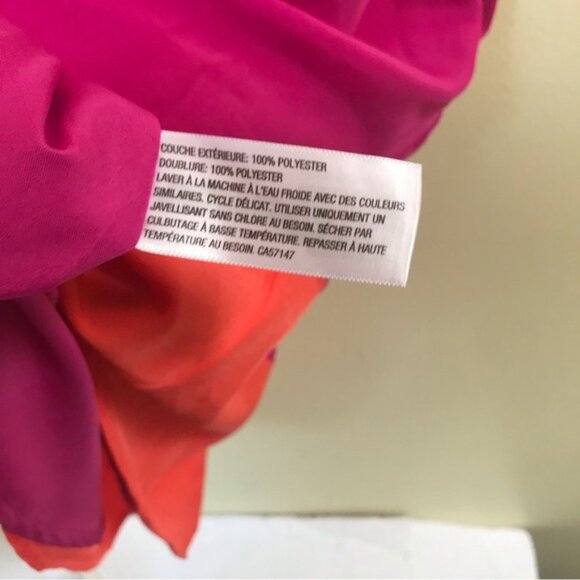 COUCHE EXTÉRIEURE: 100% POLYESTER
DOUBLURE: 100% POLYESTER
LAVER À LA MACHINE À L'EAU FROIDE AVEC DES COULEURS
SIMILAIRES. CYCLE DÉLICAT. UTILISER UNIQUEMENT UN
JAVELLISANT SANS CHLORE AU BESOIN. SÉCHER PAR
CULBUTAGE À BASSE TEMPÉRATURE. REPASSER À HAUTE
TEMPÉRATURE AU BESOIN. CA57147